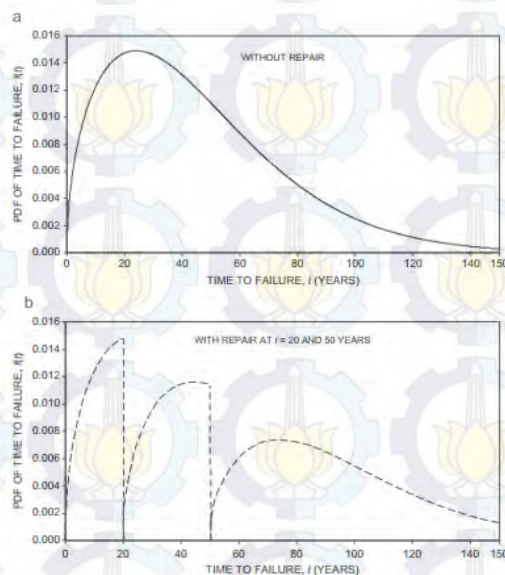 a
0.016
WITHOUT REPAIR
0.014
0.012
0.010
0.008
0.006
0.004
0.002
0.000
PDF OF TIME TO FAILURE, f(t)
0 20 40 60 80 100 120 140 150
TIME TO FAILURE, t (YEARS)
b
0.016
WITH REPAIR AT t = 20 AND 50 YEARS
0.014
0.012
0.010
0.008
0.006
0.004
0.002
0.000
PDF OF TIME TO FAILURE, f(t)
0 20 40 60 80 100 120 140 150
TIME TO FAILURE, t (YEARS)